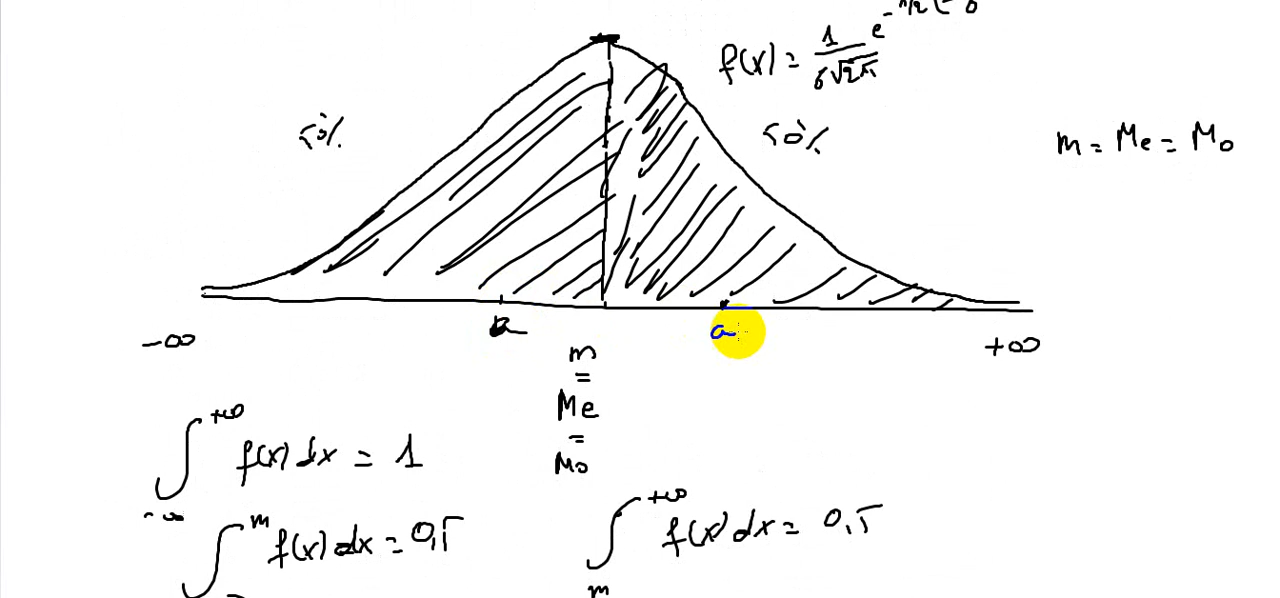 f(x) = 1/σ√2π e
50%
50%
m = Me = Mo
a
a
-∞
+∞
m
=
Me
=
Mo
∫_{-∞}^{+∞} f(x) dx = 1
∫^{m} f(x) dx = 0,5
∫_{m}^{+∞} f(x) dx = 0,5